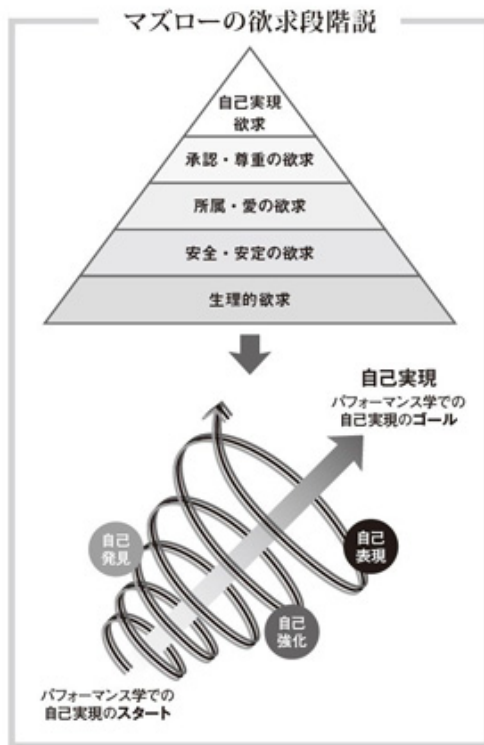 マズローの欲求段階説
自己実現
欲求
承認・尊重の欲求
所属・愛の欲求
安全・安定の欲求
生理的欲求
自己実現
パフォーマンス学での
自己実現のゴール
自己
発見
自己
表現
自己
強化
パフォーマンス学での
自己実現のスタート